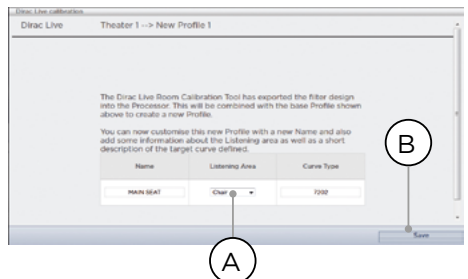 Dirac Live calibration
Dirac Live Theater 1 --> New Profile 1
The Dirac Live Room Calibration Tool has exported the filter design
into the Processor. This will be combined with the base Profile shown
above to create a new Profile.
You can now customise this new Profile with a new Name and also
add some information about the Listening area as well as a short
description of the target curve defined.
Name Listening Area Curve Type
MAIN SEAT Chair 7202
B
Save
A